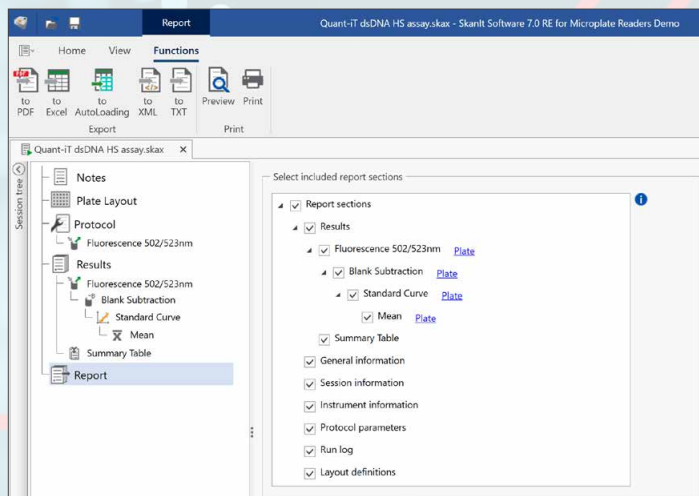 Report
Quant-iT dsDNA HS assay.skax - SkanIt Software 7.0 RE for Microplate Readers Demo
Home View Functions
to PDF
to Excel
to AutoLoading
to XML
to TXT
Preview
Print
Export
Print
Quant-iT dsDNA HS assay.skax
Session tree
Notes
Plate Layout
Protocol
Fluorescence 502/523nm
Results
Fluorescence 502/523nm
Blank Subtraction
Standard Curve
Mean
Summary Table
Report
Select included report sections
Report sections
Results
Fluorescence 502/523nm Plate
Blank Subtraction Plate
Standard Curve Plate
Mean Plate
Summary Table
General information
Session information
Instrument information
Protocol parameters
Run log
Layout definitions